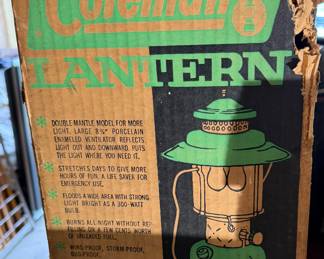 Coleman
LANTERN
DOUBLE-MANTLE MODEL FOR MORE
LIGHT. LARGE 8¾" PORCELAIN
ENAMELED VENTILATOR REFLECTS
LIGHT OUT AND DOWNWARD. PUTS
THE LIGHT WHERE YOU NEED IT.
STRETCHES DAYS TO GIVE MORE
HOURS OF FUN. A LIFE SAVER FOR
EMERGENCY USE.
FLOODS A WIDE AREA WITH STRONG
LIGHT BRIGHT AS A 300-WATT
BULB.
BURNS ALL NIGHT WITHOUT RE-
FILLING ON A FEW CENTS WORTH
OF UNLEADED FUEL.
WIND-PROOF, STORM-PROOF,
BUG-PROOF.